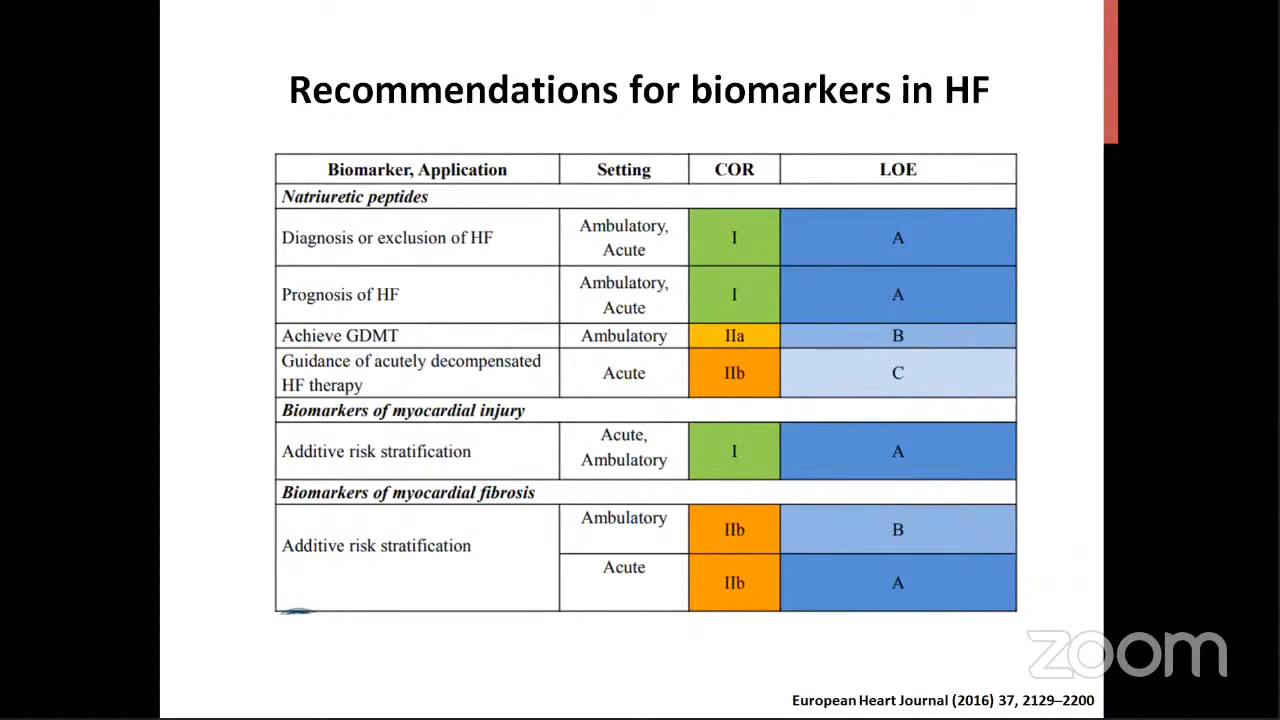 Recommendations for biomarkers in HF
Biomarker, Application Setting COR LOE
Natriuretic peptides
Diagnosis or exclusion of HF Ambulatory, Acute I A
Prognosis of HF Ambulatory, Acute I A
Achieve GDMT Ambulatory IIa B
Guidance of acutely decompensated HF therapy Acute IIb C
Biomarkers of myocardial injury
Additive risk stratification Acute, Ambulatory I A
Biomarkers of myocardial fibrosis
Additive risk stratification Ambulatory IIb B
Acute IIb A
zoom
European Heart Journal (2016) 37, 2129–2200